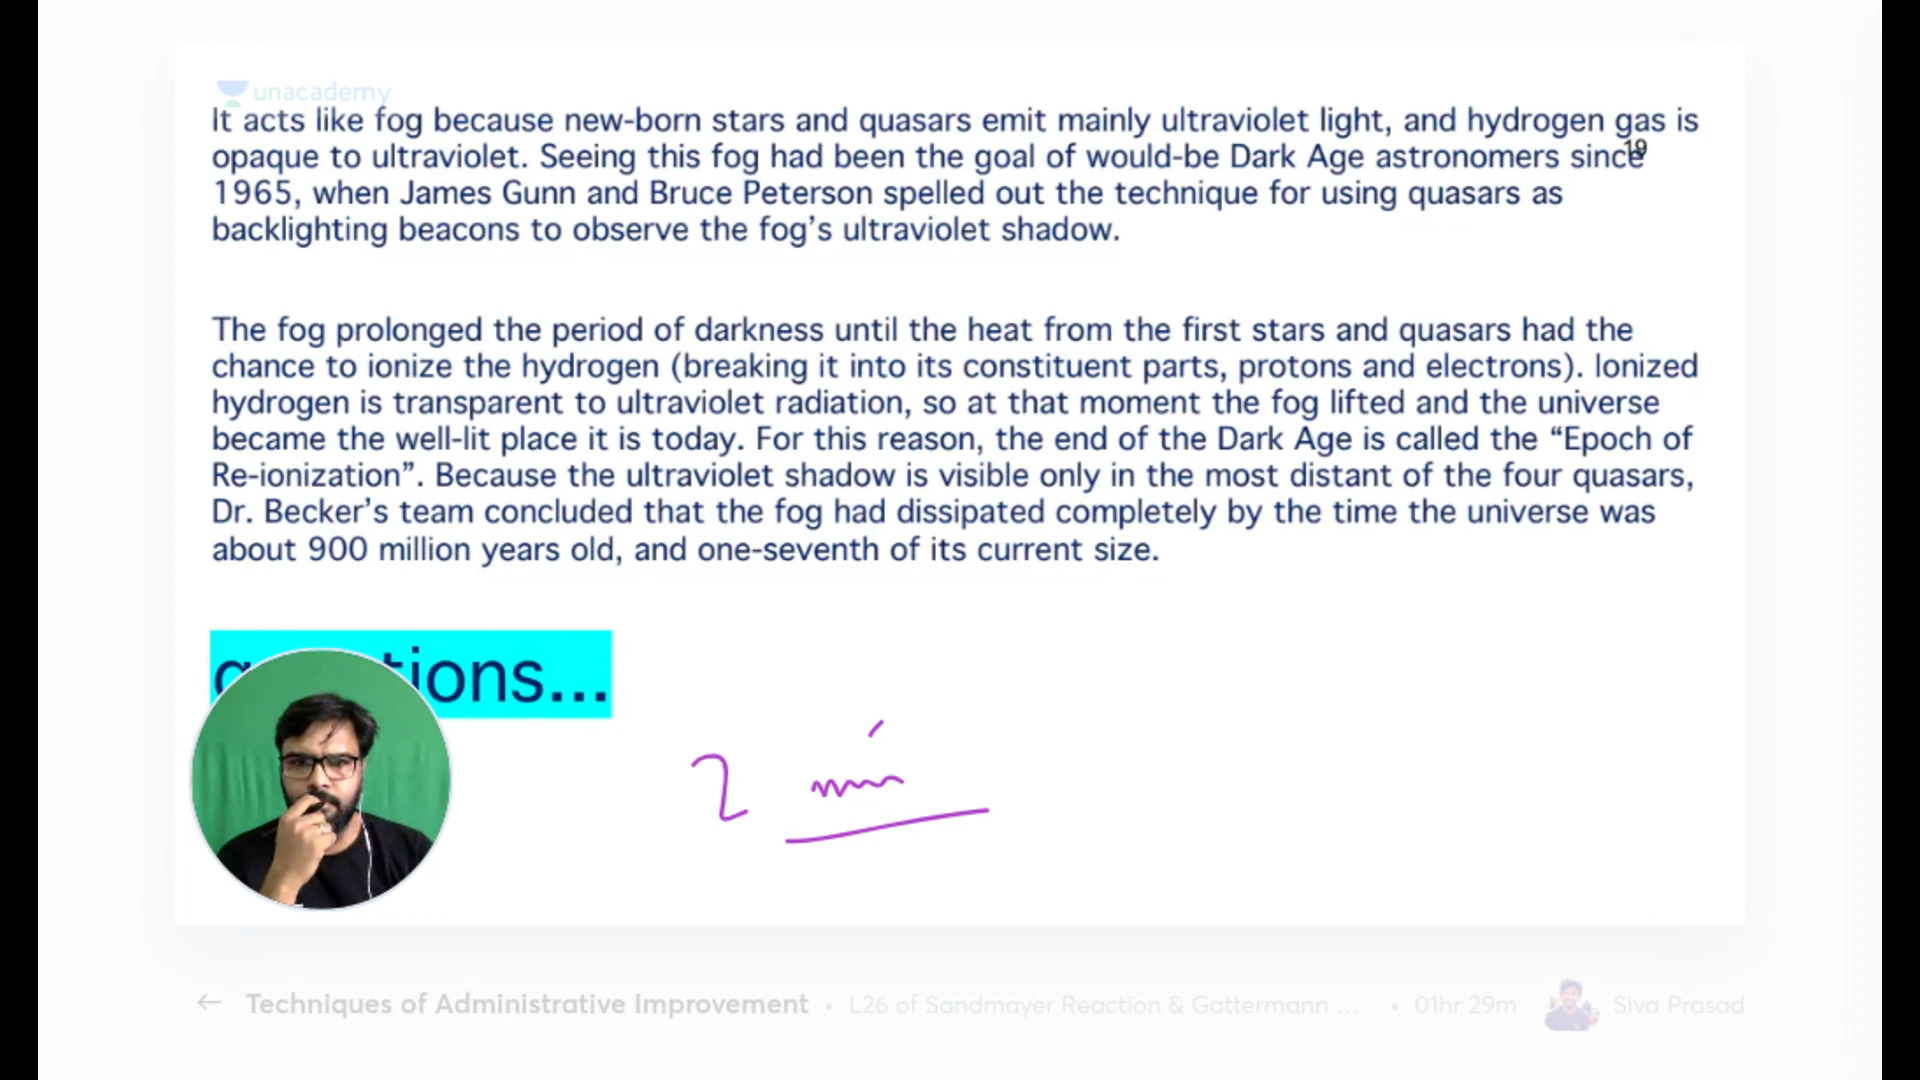 unacademy
It acts like fog because new-born stars and quasars emit mainly ultraviolet light, and hydrogen gas is
opaque to ultraviolet. Seeing this fog had been the goal of would-be Dark Age astronomers since
19
1965, when James Gunn and Bruce Peterson spelled out the technique for using quasars as
backlighting beacons to observe the fog’s ultraviolet shadow.
The fog prolonged the period of darkness until the heat from the first stars and quasars had the
chance to ionize the hydrogen (breaking it into its constituent parts, protons and electrons). Ionized
hydrogen is transparent to ultraviolet radiation, so at that moment the fog lifted and the universe
became the well-lit place it is today. For this reason, the end of the Dark Age is called the “Epoch of
Re-ionization”. Because the ultraviolet shadow is visible only in the most distant of the four quasars,
Dr. Becker’s team concluded that the fog had dissipated completely by the time the universe was
about 900 million years old, and one-seventh of its current size.
2 min
← Techniques of Administrative Improvement • L26 of Sandmayer Reaction & Gattermann ... • 01hr 29m Siva Prasad